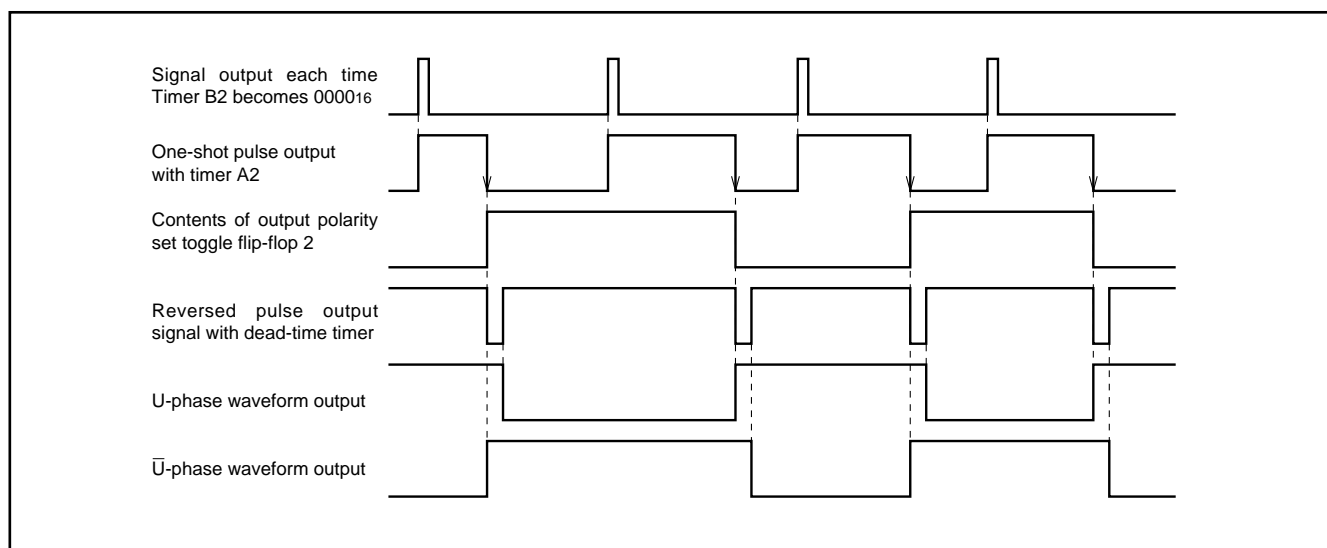 Signal output each time
Timer B2 becomes 000016
One-shot pulse output
with timer A2
Contents of output polarity
set toggle flip-flop 2
Reversed pulse output
signal with dead-time timer
U-phase waveform output
U̅-phase waveform output